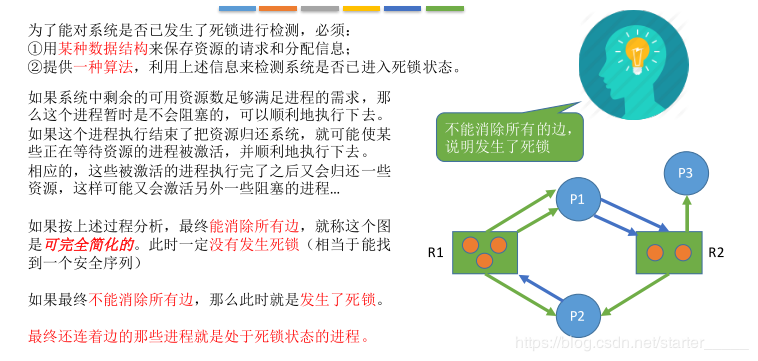 为了能对系统是否已发生了死锁进行检测，必须：
①用某种数据结构来保存资源的请求和分配信息；
②提供一种算法，利用上述信息来检测系统是否已进入死锁状态。
如果系统中剩余的可用资源数足够满足进程的需求，那
么这个进程暂时是不会阻塞的，可以顺利地执行下去。
如果这个进程执行结束了把资源归还系统，就可能使某
些正在等待资源的进程被激活，并顺利地执行下去。
相应的，这些被激活的进程执行完了之后又会归还一些
资源，这样可能又会激活另外一些阻塞的进程…
如果按上述过程分析，最终能消除所有边，就称这个图
是可完全简化的。此时一定没有发生死锁（相当于能找
到一个安全序列）
如果最终不能消除所有边，那么此时就是发生了死锁。
最终还连着边的那些进程就是处于死锁状态的进程。
不能消除所有的边，
说明发生了死锁
P3
P1
R1
R2
P2
https://blog.csdn.net/starter______